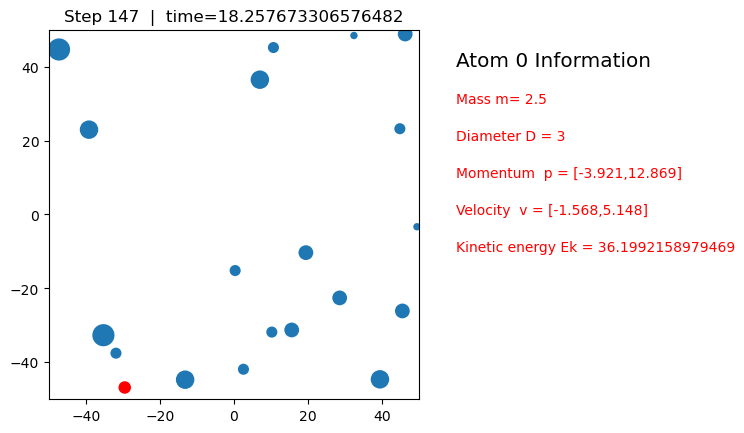 Step 147 | time=18.257673306576482
Atom 0 Information
Mass m= 2.5
Diameter D = 3
Momentum  p = [-3.921,12.869]
Velocity  v = [-1.568,5.148]
Kinetic energy Ek = 36.1992158979469
40
20
0
−20
−40
−40 −20 0 20 40